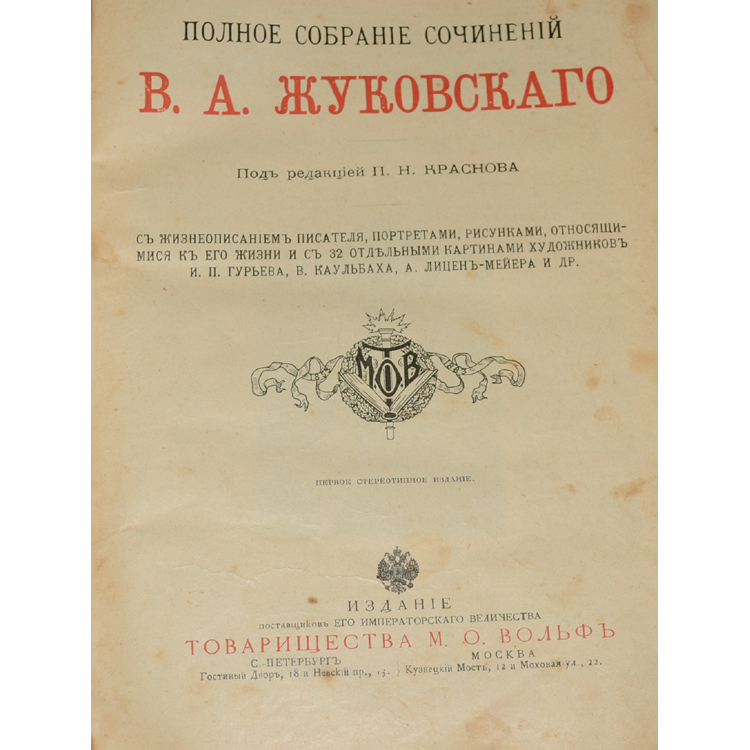 ПОЛНОЕ СОБРАНІЕ СОЧИНЕНІЙ
В. А. ЖУКОВСКАГО
Подъ редакціей П. Н. КРАСНОВА
СЪ ЖИЗНЕОПИСАНІЕМЪ ПИСАТЕЛЯ, ПОРТРЕТАМИ, РИСУНКАМИ, ОТНОСЯЩИ-
МИСЯ КЪ ЕГО ЖИЗНИ И СЪ 32 ОТДѢЛЬНЫМИ КАРТИНАМИ ХУДОЖНИКОВЪ
И. П. ГУРЬЕВА, В. КАУЛЬБАХА, А. ЛИЦЕНЪ-МЕЙЕРА И ДР.
М.О.В
ПЕРВОЕ СТЕРЕОТИПНОЕ ИЗДАНІЕ.
ИЗДАНІЕ
поставщиковъ ЕГО ИМПЕРАТОРСКАГО ВЕЛИЧЕСТВА
ТОВАРИЩЕСТВА М. О. ВОЛЬФЪ
С.-ПЕТЕРБУРГЪ МОСКВА
Гостиный Дворъ, 18 и Невскій пр., 13. Кузнецкій Мостъ, 12 и Моховая ул., 22.